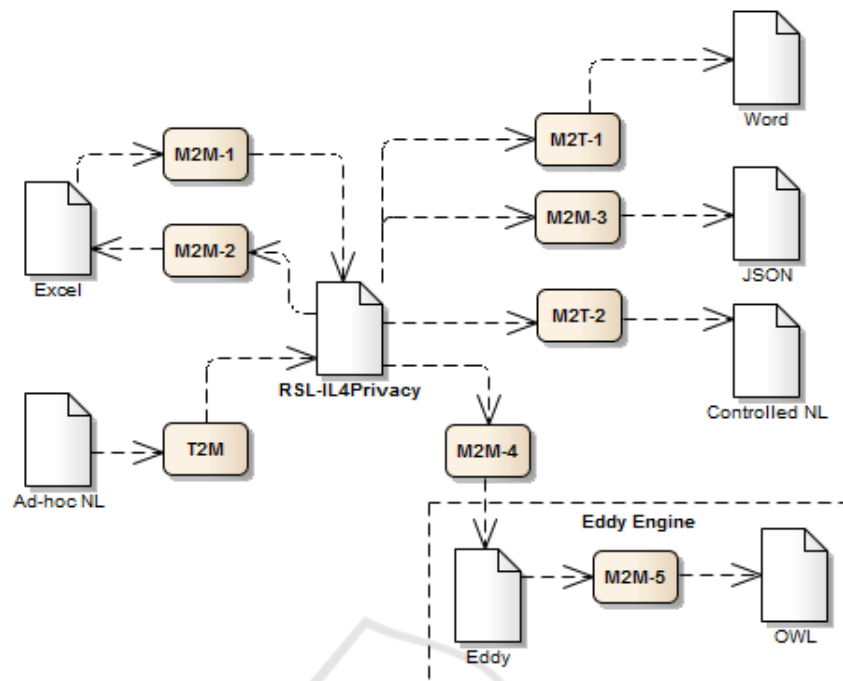 Word
M2T-1
M2M-1
M2M-3
M2M-2
JSON
Excel
M2T-2
RSL-IL4Privacy
Controlled NL
T2M
M2M-4
Ad-hoc NL
Eddy Engine
M2M-5
Eddy
OWL